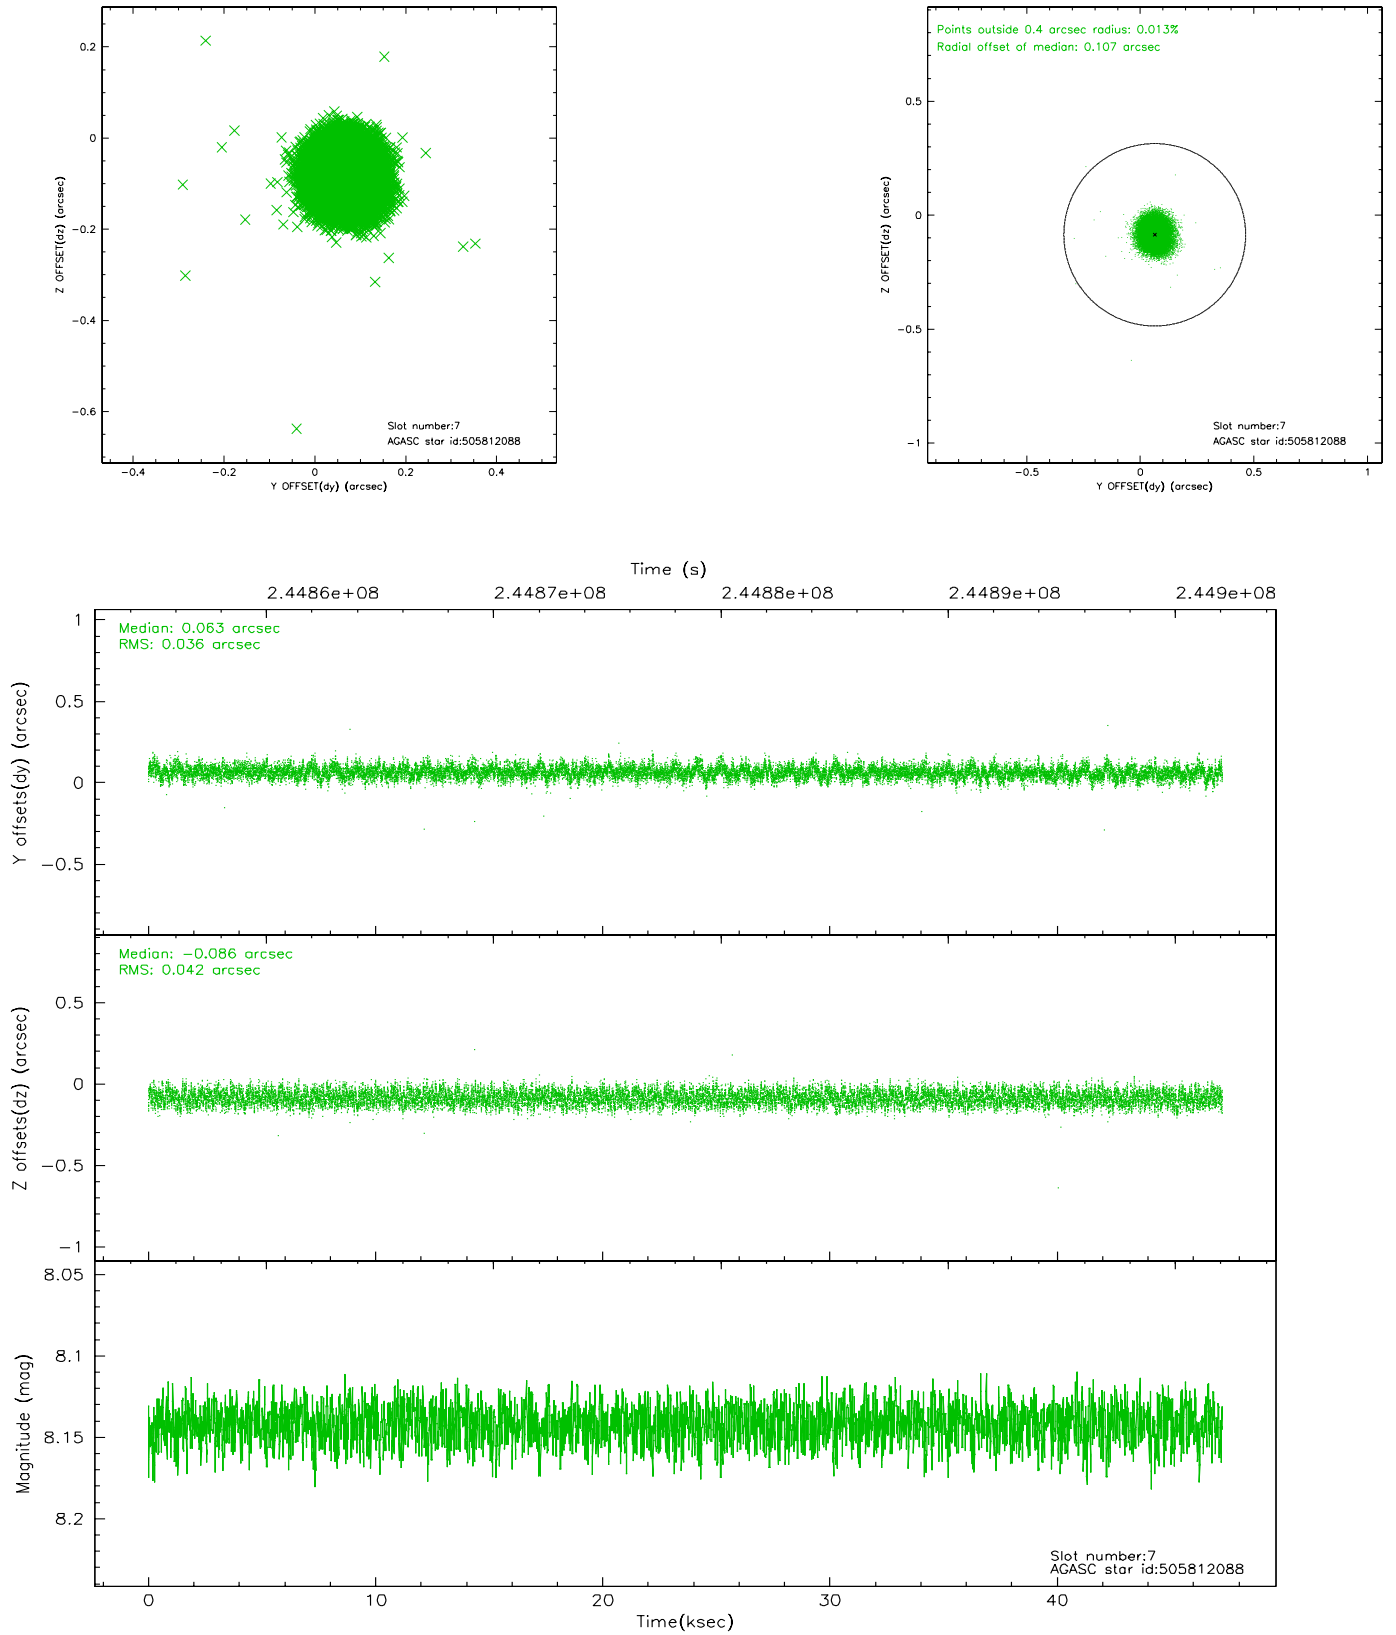 0.2
0
−0.2
−0.4
−0.6
Z OFFSET(dz) (arcsec)
Slot number:7
AGASC star id:505812088
−0.4
−0.2
0
0.2
0.4
Y OFFSET(dy) (arcsec)
Points outside 0.4 arcsec radius: 0.013%
Radial offset of median: 0.107 arcsec
0.5
0
−0.5
−1
Z OFFSET(dz) (arcsec)
Slot number:7
AGASC star id:505812088
−0.5
0
0.5
1
Y OFFSET(dy) (arcsec)
Time (s)
2.4486e+08
2.4487e+08
2.4488e+08
2.4489e+08
2.449e+08
Median: 0.063 arcsec
RMS: 0.036 arcsec
1
0.5
0
−0.5
Y offsets(dy) (arcsec)
Median: −0.086 arcsec
RMS: 0.042 arcsec
0.5
0
−0.5
−1
Z offsets(dz) (arcsec)
8.05
8.1
8.15
8.2
Magnitude (mag)
Slot number:7
AGASC star id:505812088
0
10
20
30
40
Time(ksec)